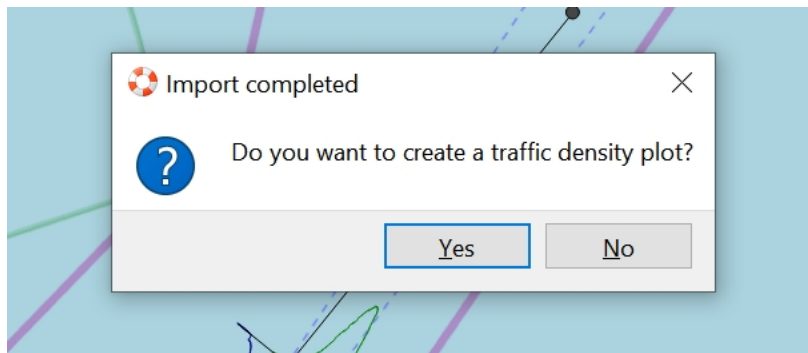 Import completed
Do you want to create a traffic density plot?
Yes
No